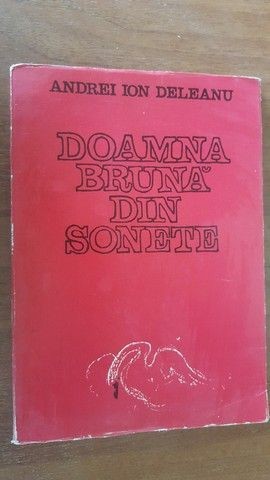 ANDREI ION DELEANU
DOAMNA
BRUNĂ
DIN
SONETE